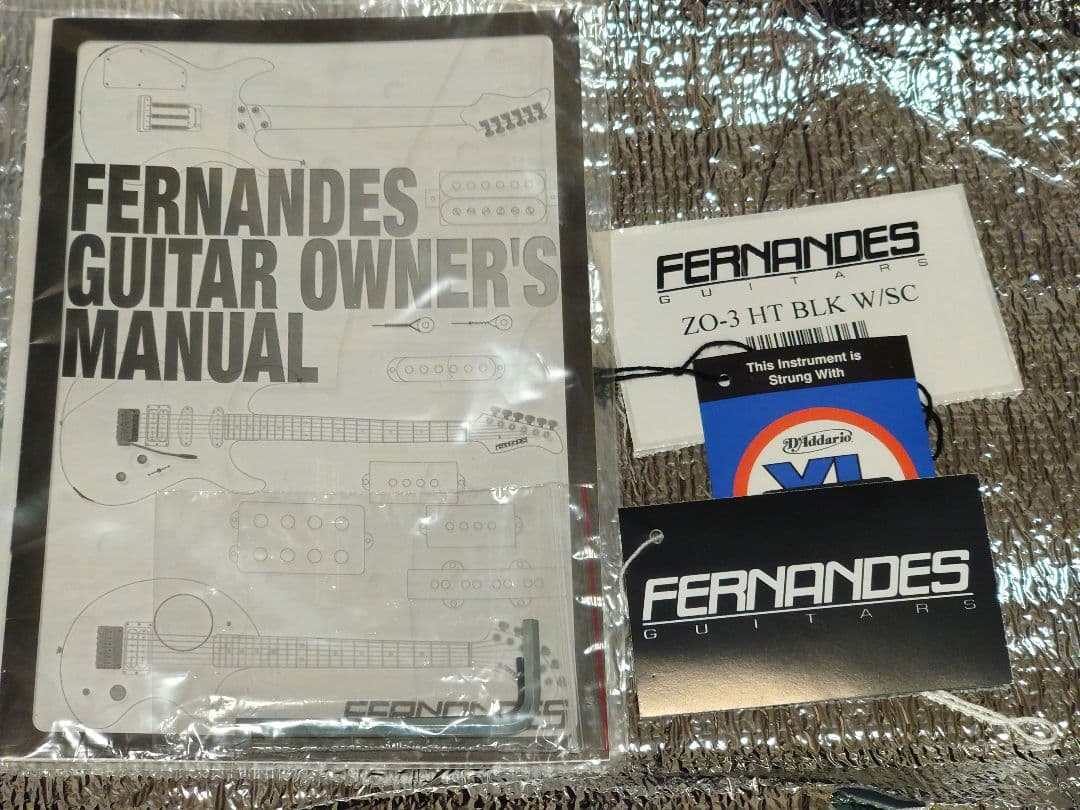 FERNANDES
GUITAR OWNER'S
MANUAL
FERNANDES
FERNANDES
FERNANDES
GUITARS
ZO-3 HT BLK W/SC
This Instrument is
Strung With
D'Addario
XL
FERNANDES
GUITARS